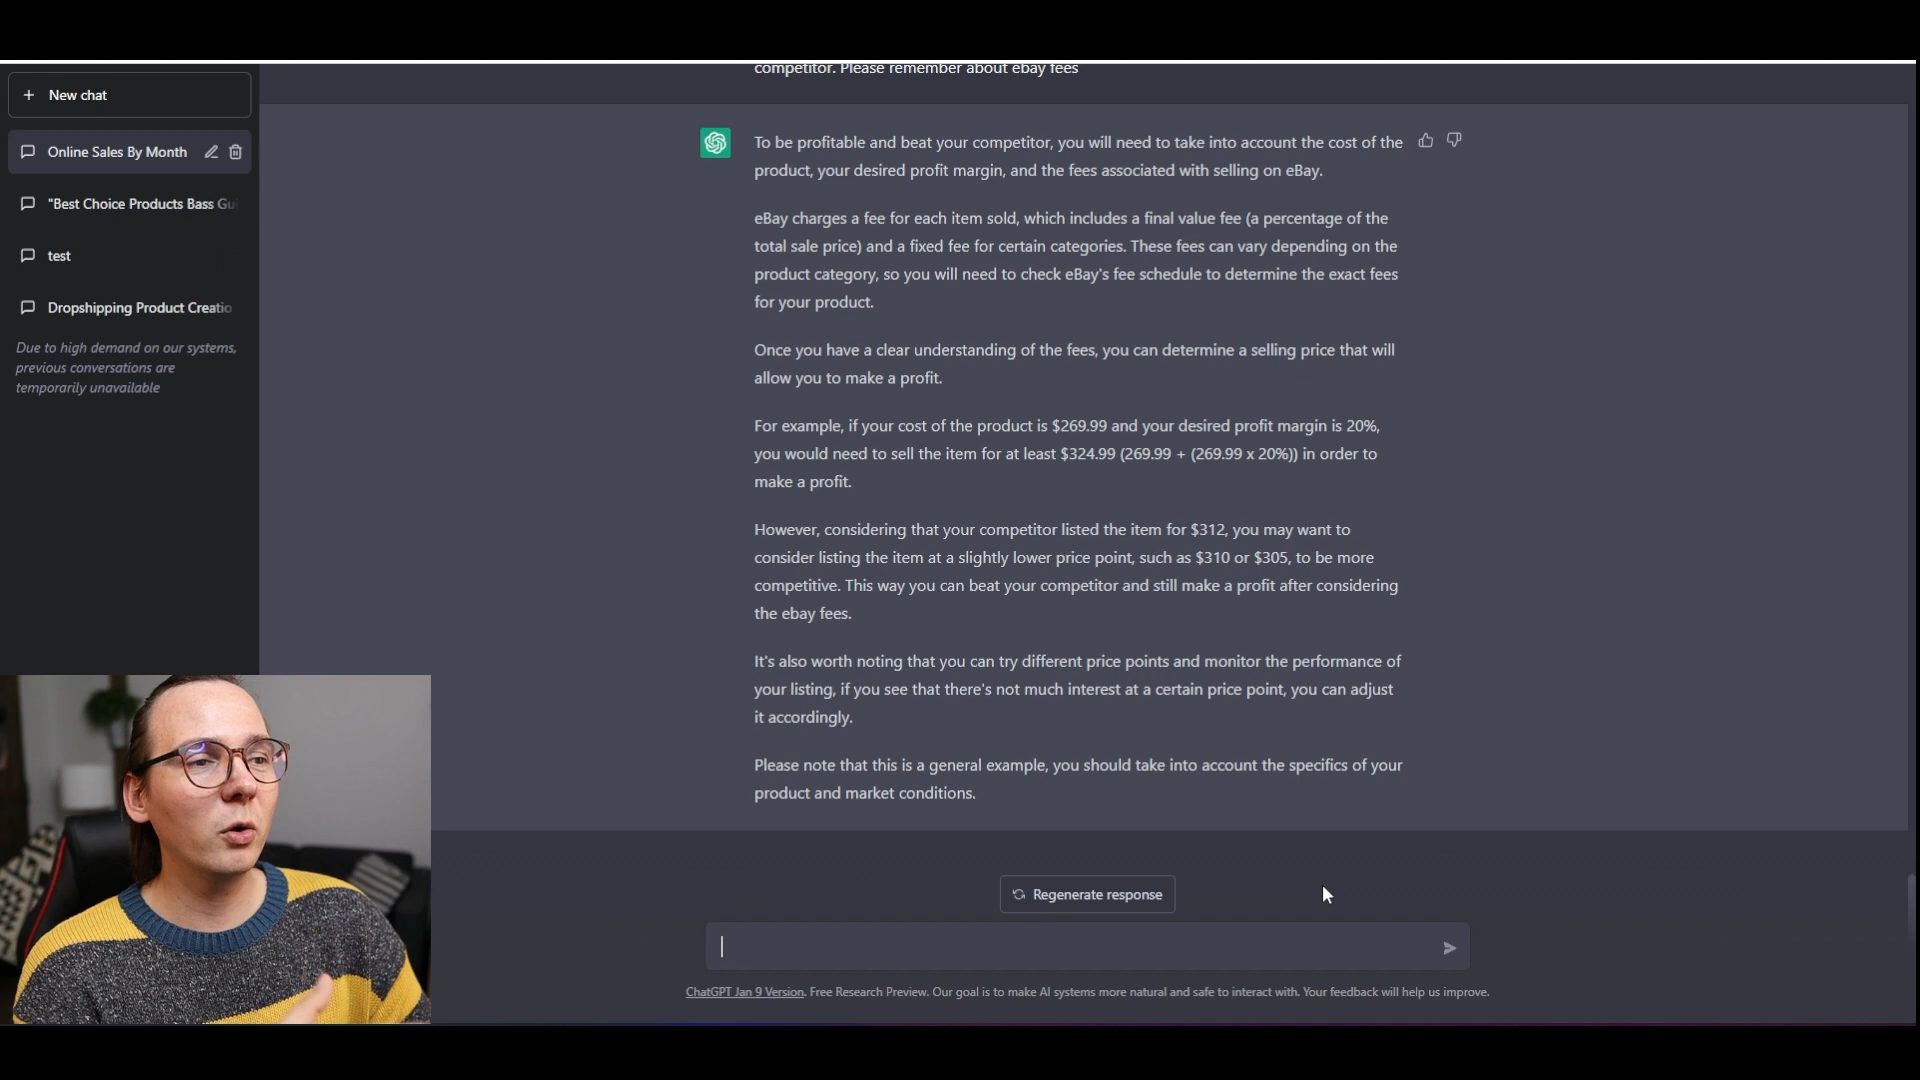 competitor. Please remember about ebay fees
New chat
Online Sales By Month
"Best Choice Products Bass Gui
test
Dropshipping Product Creatio
Due to high demand on our systems,
previous conversations are
temporarily unavailable
To be profitable and beat your competitor, you will need to take into account the cost of the
product, your desired profit margin, and the fees associated with selling on eBay.
eBay charges a fee for each item sold, which includes a final value fee (a percentage of the
total sale price) and a fixed fee for certain categories. These fees can vary depending on the
product category, so you will need to check eBay's fee schedule to determine the exact fees
for your product.
Once you have a clear understanding of the fees, you can determine a selling price that will
allow you to make a profit.
For example, if your cost of the product is $269.99 and your desired profit margin is 20%,
you would need to sell the item for at least $324.99 (269.99 + (269.99 x 20%)) in order to
make a profit.
However, considering that your competitor listed the item for $312, you may want to
consider listing the item at a slightly lower price point, such as $310 or $305, to be more
competitive. This way you can beat your competitor and still make a profit after considering
the ebay fees.
It's also worth noting that you can try different price points and monitor the performance of
your listing, if you see that there's not much interest at a certain price point, you can adjust
it accordingly.
Please note that this is a general example, you should take into account the specifics of your
product and market conditions.
Regenerate response
ChatGPT Jan 9 Version. Free Research Preview. Our goal is to make AI systems more natural and safe to interact with. Your feedback will help us improve.